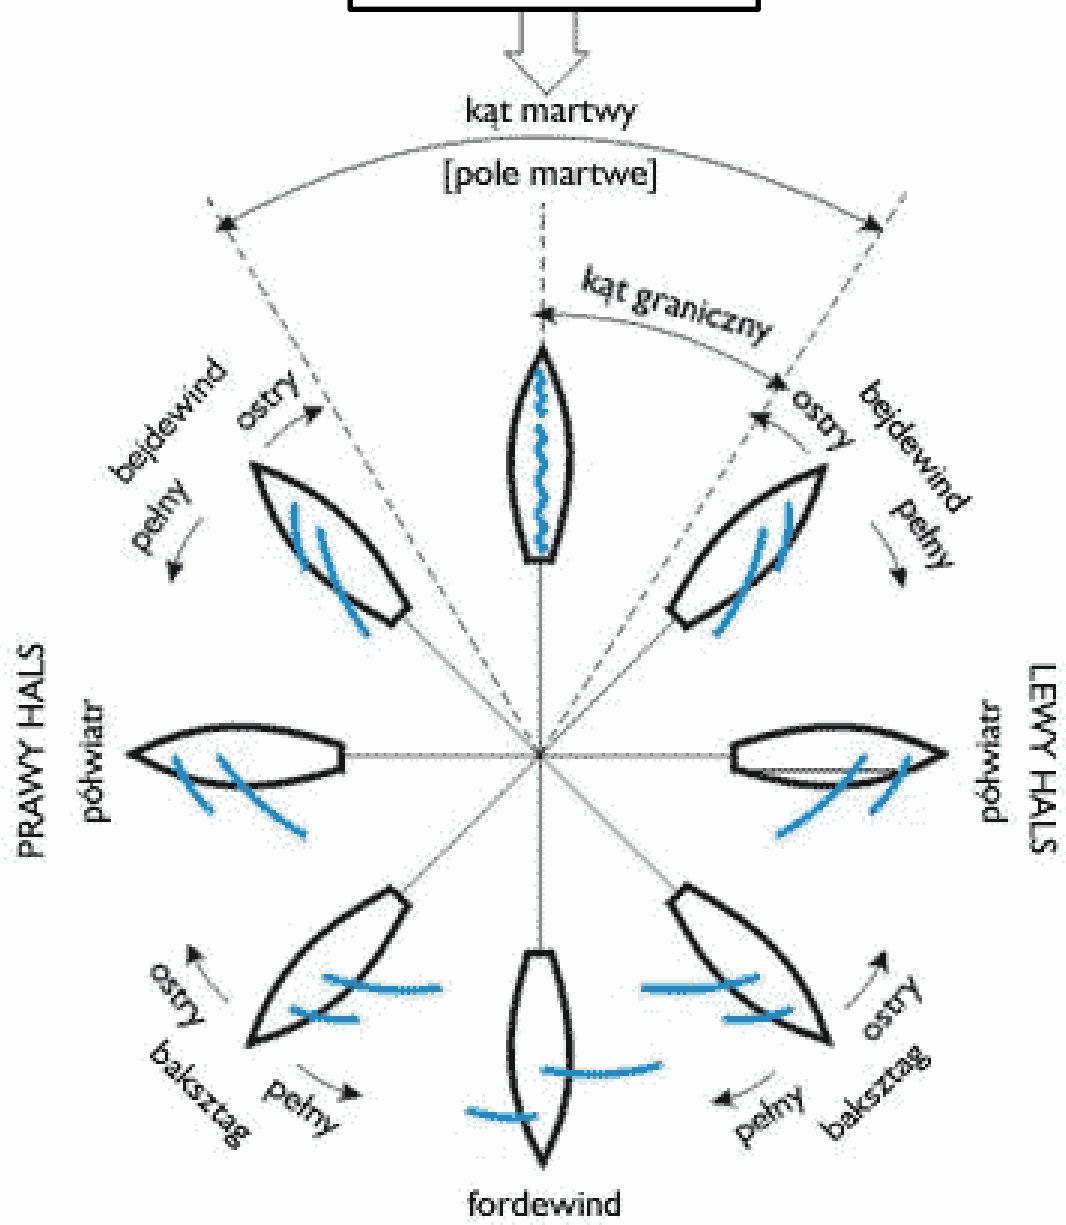 kąt martwy
[pole martwe]
kąt graniczny
bejdewind
ostry
pełny
ostry
bejdewind
pełny
PRAWY HALS
półwiatr
półwiatr
LEWY HALS
ostry
baksztag
pełny
ostry
baksztag
pełny
fordewind